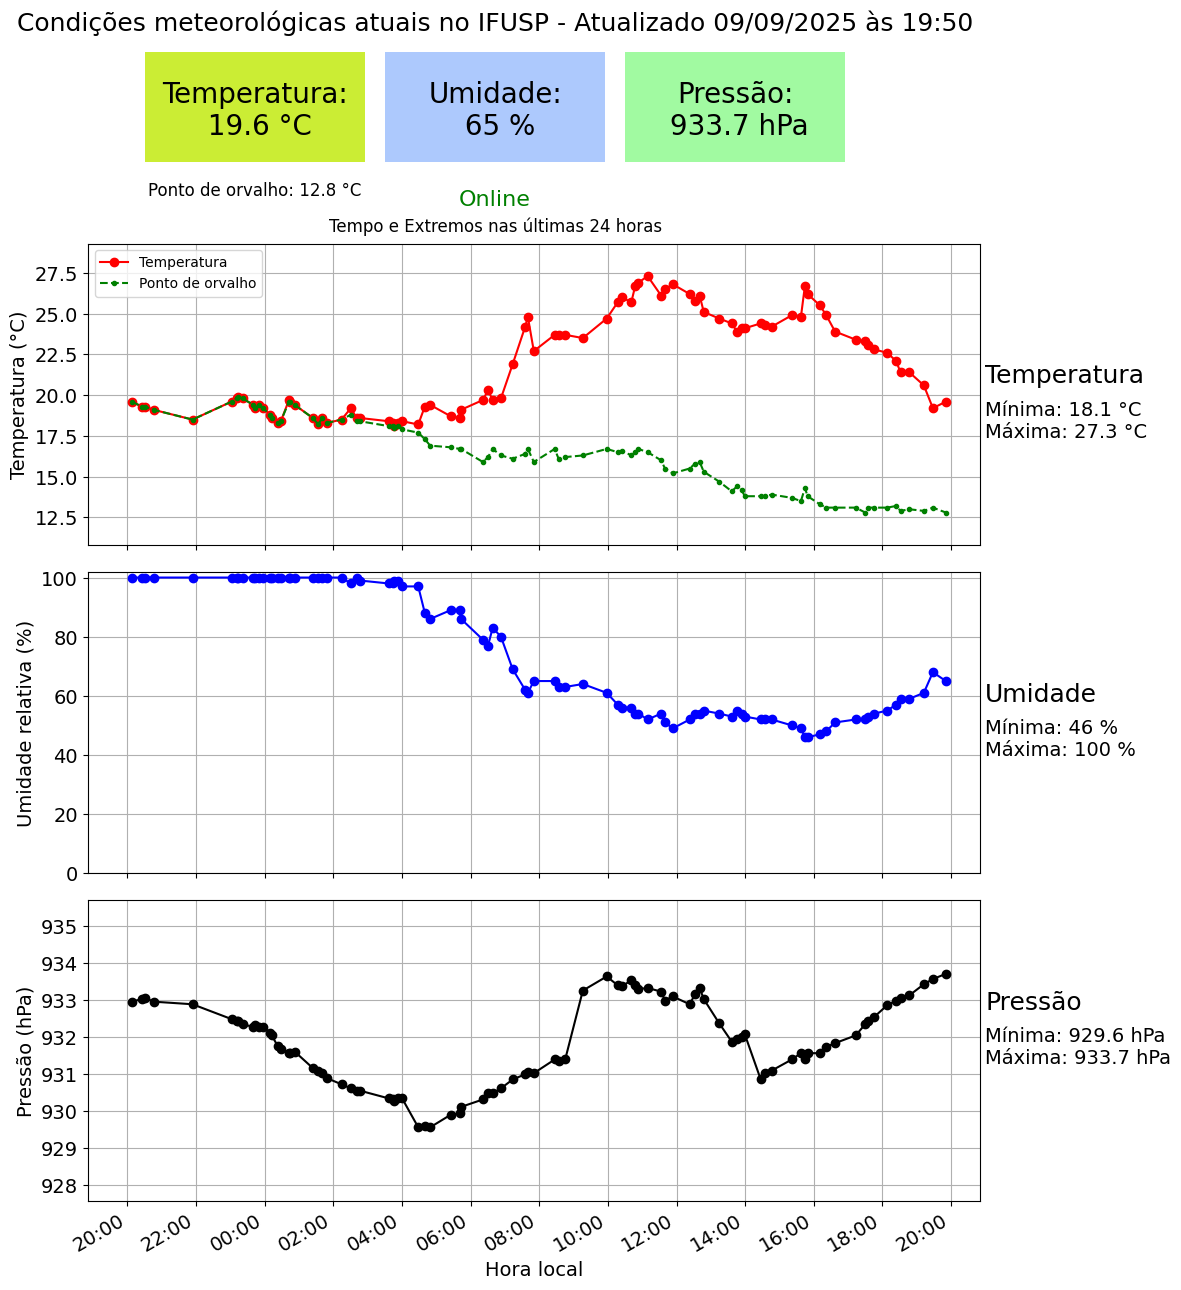 Condições meteorológicas atuais no IFUSP - Atualizado 09/09/2025 às 19:50
Temperatura:
19.6 °C
Umidade:
65 %
Pressão:
933.7 hPa
Ponto de orvalho: 12.8 °C
Online
Tempo e Extremos nas últimas 24 horas
Temperatura
Ponto de orvalho
Temperatura (°C)
27.5
25.0
22.5
20.0
17.5
15.0
12.5
Temperatura
Mínima: 18.1 °C
Máxima: 27.3 °C
Umidade relativa (%)
100
80
60
40
20
0
Umidade
Mínima: 46 %
Máxima: 100 %
Pressão (hPa)
935
934
933
932
931
930
929
928
Pressão
Mínima: 929.6 hPa
Máxima: 933.7 hPa
20:00 22:00 00:00 02:00 04:00 06:00 08:00 10:00 12:00 14:00 16:00 18:00 20:00
Hora local